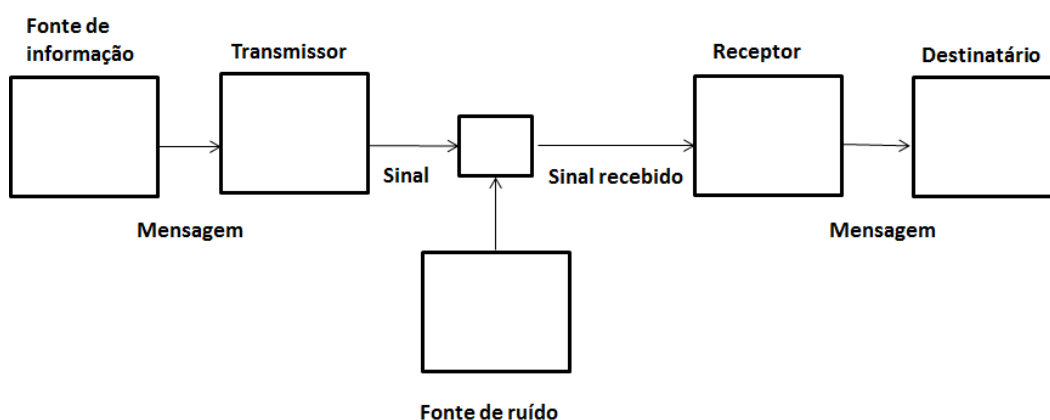 Fonte de
informação
Transmissor
Receptor
Destinatário
Sinal
Sinal recebido
Mensagem
Mensagem
Fonte de ruído